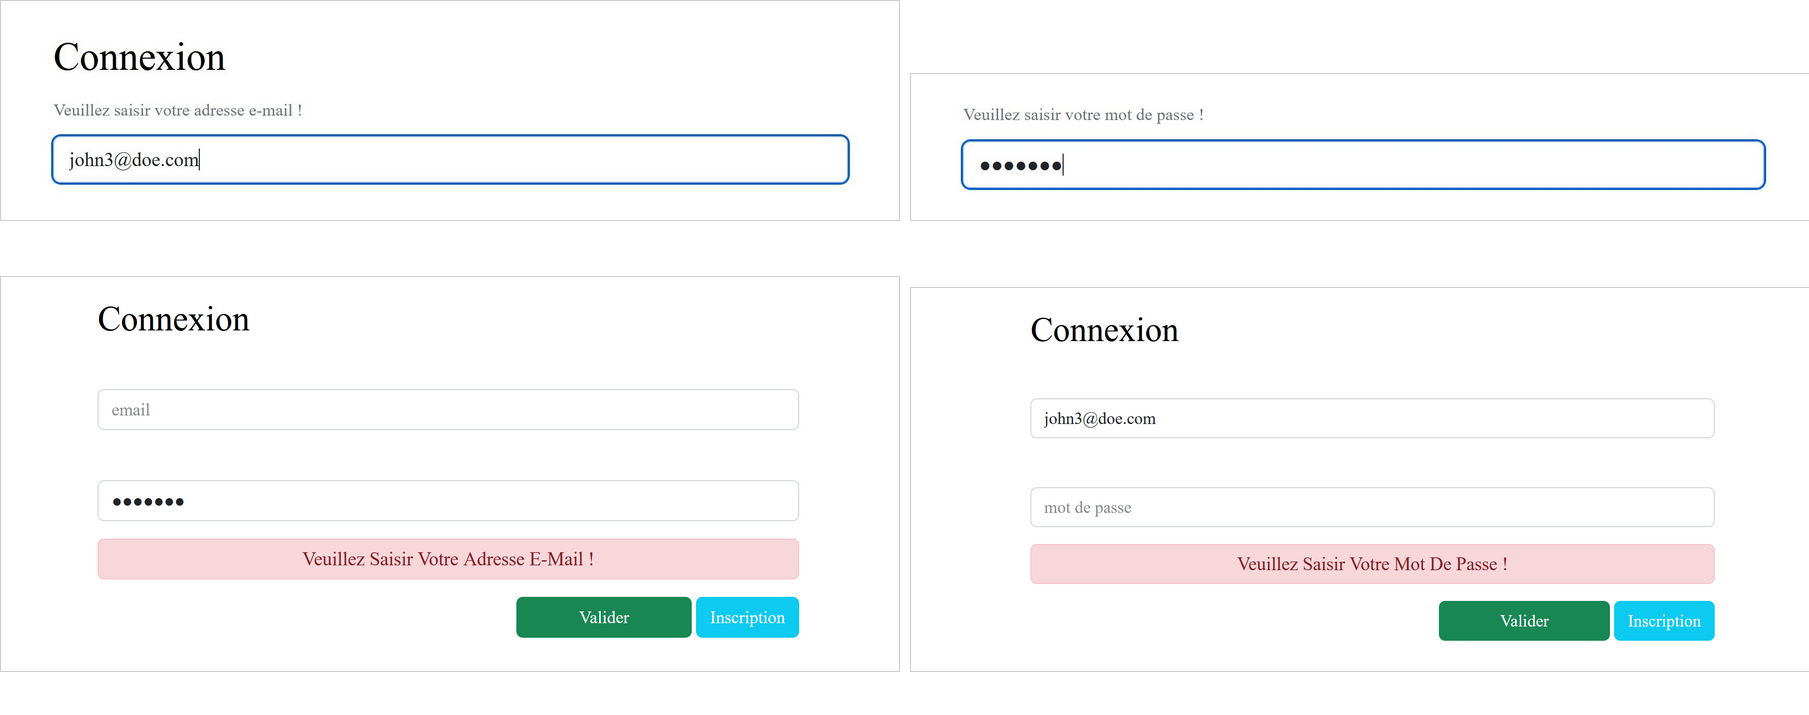 Connexion
Veuillez saisir votre adresse e-mail !
john3@doe.com
Veuillez saisir votre mot de passe !
•••••••
Connexion
email
•••••••
Veuillez Saisir Votre Adresse E-Mail !
Valider Inscription
Connexion
john3@doe.com
mot de passe
Veuillez Saisir Votre Mot De Passe !
Valider Inscription